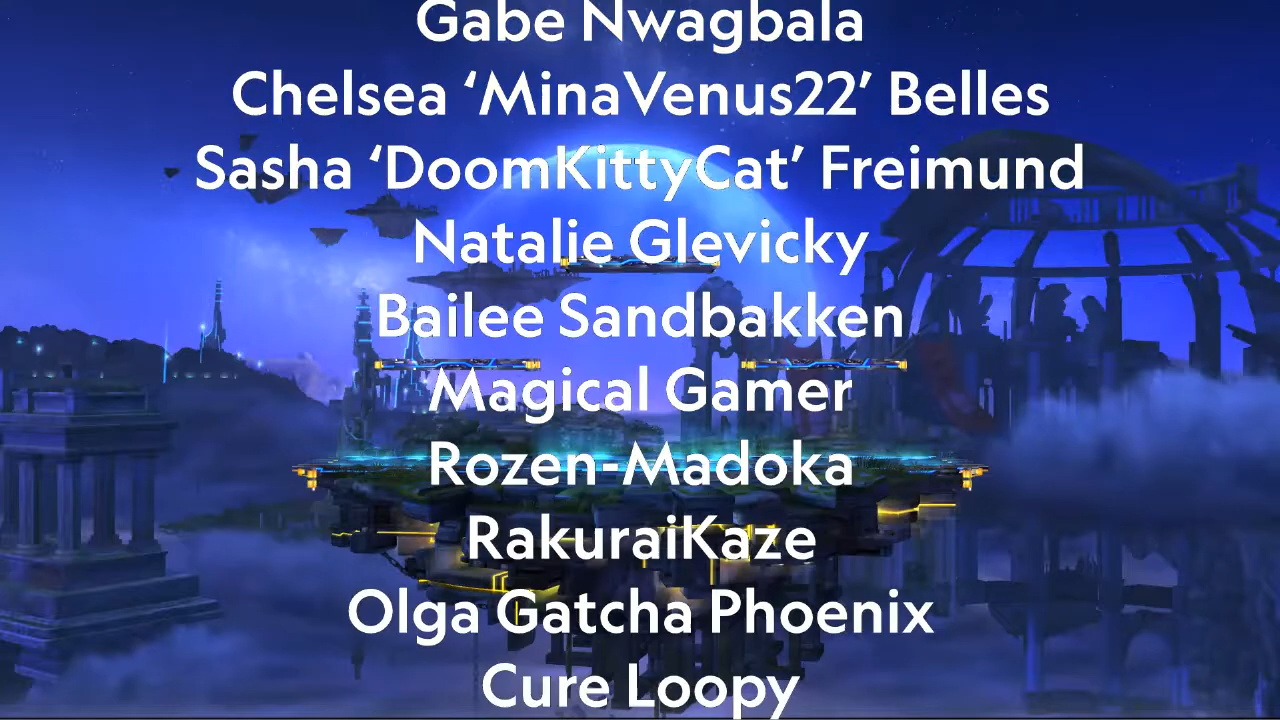 Gabe Nwagbala
Chelsea ‘MinaVenus22’ Belles
Sasha ‘DoomKittyCat’ Freimund
Natalie Glevicky
Bailee Sandbakken
Magical Gamer
Rozen-Madoka
RakuraiKaze
Olga Gatcha Phoenix
Cure Loopy